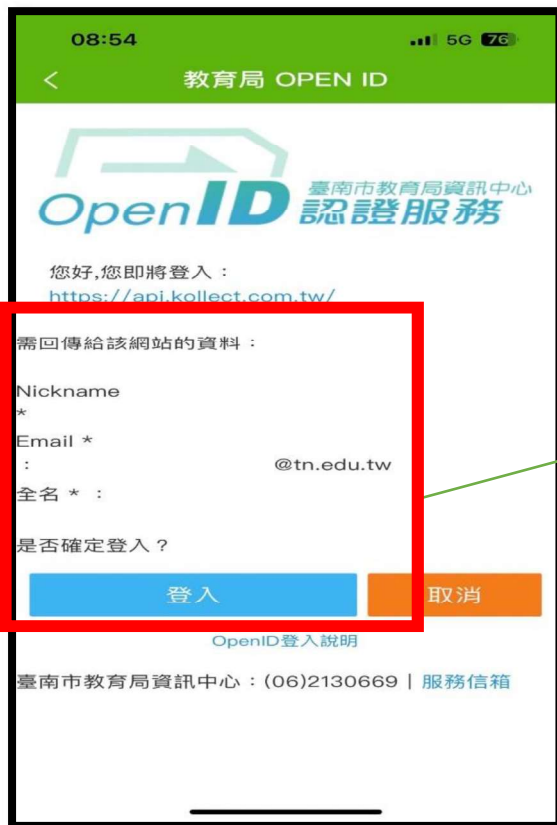 08:54
5G 76
教育局 OPEN ID
OpenID 臺南市教育局資訊中心
認證服務
您好,您即將登入：
https://api.kollect.com.tw/
需回傳給該網站的資料：
Nickname
*
Email *
： @tn.edu.tw
全名 * ：
是否確定登入？
登入 取消
OpenID登入說明
臺南市教育局資訊中心：(06)2130669 | 服務信箱